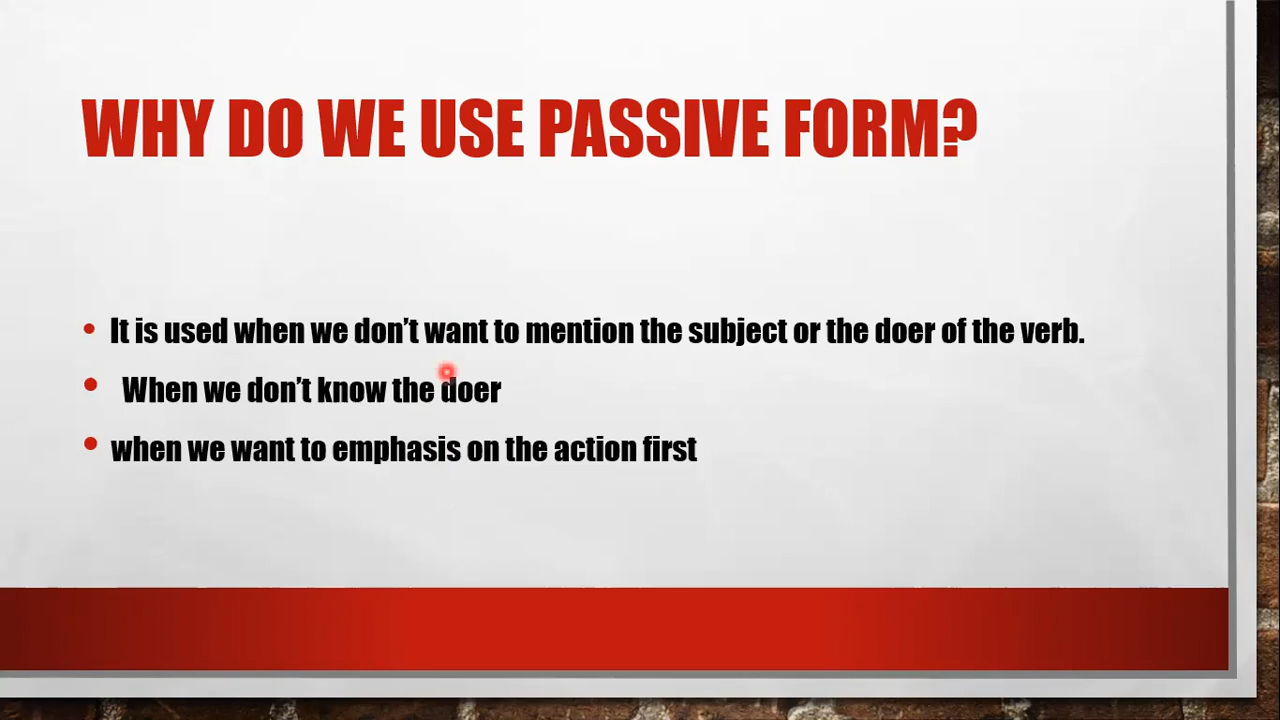 WHY DO WE USE PASSIVE FORM?
• It is used when we don’t want to mention the subject or the doer of the verb.
• When we don’t know the doer
• when we want to emphasis on the action first